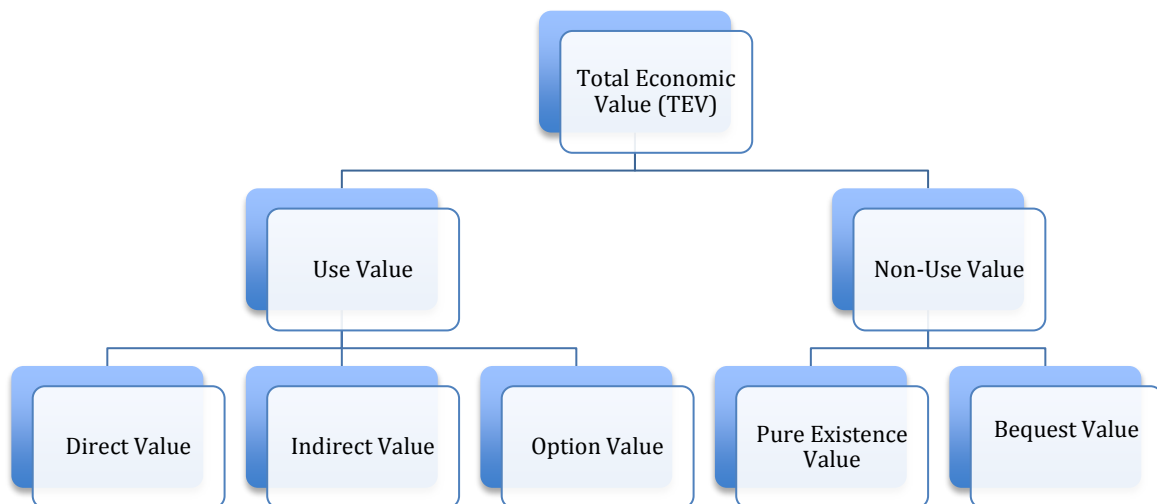 Total Economic
Value (TEV)
Use Value
Non-Use Value
Direct Value
Indirect Value
Option Value
Pure Existence
Value
Bequest Value